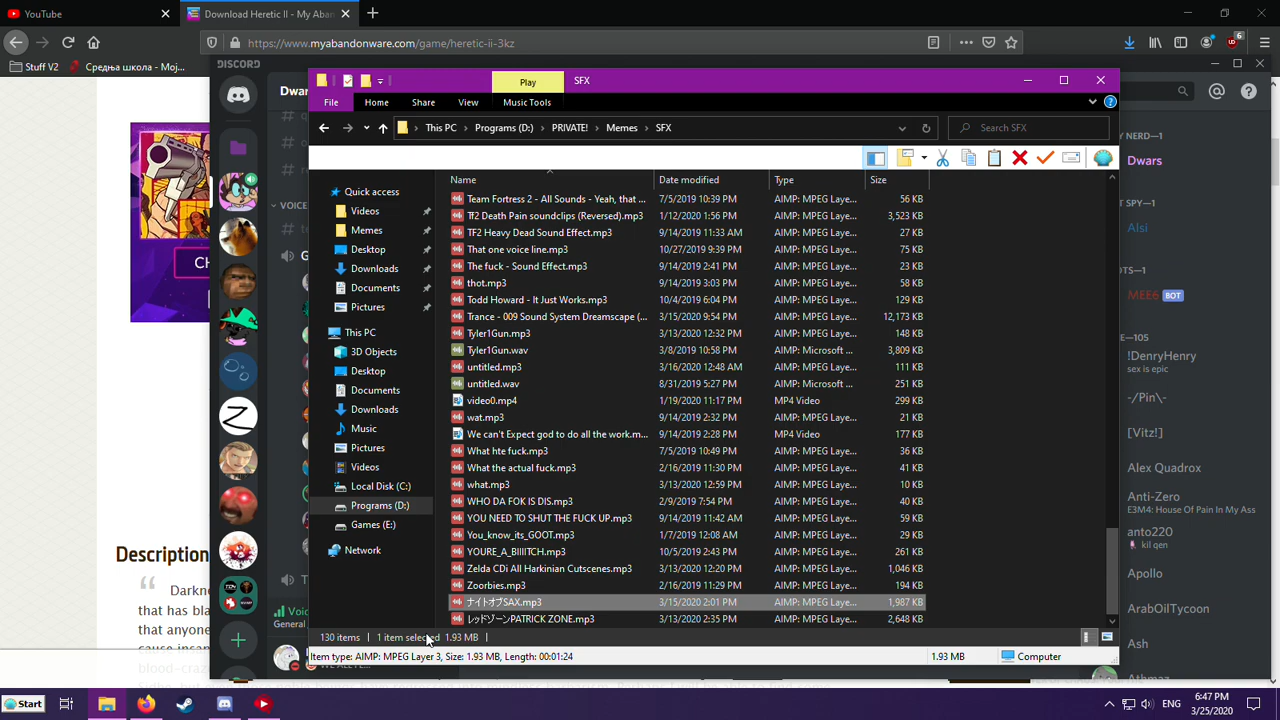 YouTube
Download Heretic II - My Aban
https://www.myabandonware.com/game/heretic-ii-3kz
6
Stuff V2
Средња школа - Мој...
DISCORD
Play
SFX
File
Home
Share
View
Music Tools
This PC
Programs (D:)
PRIVATE!
Memes
SFX
Search SFX
Name
Date modified
Type
Size
Quick access
Videos
Memes
Desktop
Downloads
Documents
Pictures
This PC
3D Objects
Desktop
Documents
Downloads
Music
Pictures
Videos
Local Disk (C:)
Programs (D:)
Games (E:)
Network
Team Fortress 2 - All Sounds - Yeah, that ... 7/5/2019 10:39 PM AIMP: MPEG Laye... 56 KB
Tf2 Death Pain soundclips (Reversed).mp3 1/12/2020 1:56 PM AIMP: MPEG Laye... 3,523 KB
TF2 Heavy Dead Sound Effect.mp3 9/14/2019 11:33 AM AIMP: MPEG Laye... 27 KB
That one voice line.mp3 10/27/2019 9:39 PM AIMP: MPEG Laye... 75 KB
The fuck - Sound Effect.mp3 9/14/2019 2:41 PM AIMP: MPEG Laye... 23 KB
thot.mp3 9/14/2019 3:03 PM AIMP: MPEG Laye... 58 KB
Todd Howard - It Just Works.mp3 10/4/2019 6:04 PM AIMP: MPEG Laye... 129 KB
Trance - 009 Sound System Dreamscape (... 3/15/2020 9:54 PM AIMP: MPEG Laye... 12,173 KB
Tyler1Gun.mp3 3/13/2020 12:32 PM AIMP: MPEG Laye... 148 KB
Tyler1Gun.wav 3/8/2019 10:58 PM AIMP: Microsoft ... 3,809 KB
untitled.mp3 3/16/2020 12:48 AM AIMP: MPEG Laye... 111 KB
untitled.wav 8/31/2019 5:27 PM AIMP: Microsoft ... 251 KB
video0.mp4 1/19/2020 11:17 PM MP4 Video 299 KB
wat.mp3 9/14/2019 2:32 PM AIMP: MPEG Laye... 21 KB
We can't Expect god to do all the work.m... 9/14/2019 2:28 PM MP4 Video 177 KB
What hte fuck.mp3 7/5/2019 10:49 PM AIMP: MPEG Laye... 36 KB
What the actual fuck.mp3 2/16/2019 11:30 PM AIMP: MPEG Laye... 41 KB
what.mp3 3/13/2020 12:59 PM AIMP: MPEG Laye... 10 KB
WHO DA FOK IS DIS.mp3 2/9/2019 7:54 PM AIMP: MPEG Laye... 40 KB
YOU NEED TO SHUT THE FUCK UP.mp3 9/14/2019 11:42 AM AIMP: MPEG Laye... 59 KB
You_know_its_GOT.mp3 1/7/2019 12:08 AM AIMP: MPEG Laye... 29 KB
YOURE_A_BIIIITCH.mp3 10/3/2019 2:43 PM AIMP: MPEG Laye... 261 KB
Zelda CDi All Harkinian Cutscenes.mp3 3/13/2020 12:20 PM AIMP: MPEG Laye... 1,046 KB
Zoorbies.mp3 2/16/2019 11:29 PM AIMP: MPEG Laye... 194 KB
ナイトオブSAX.mp3 3/15/2020 2:01 PM AIMP: MPEG Laye... 1,987 KB
レッドゾーンPATRICK ZONE.mp3 3/13/2020 2:35 PM AIMP: MPEG Laye... 2,648 KB
130 items
1 item selected 1.93 MB
Item type: AIMP: MPEG Layer 3, Size: 1.93 MB, Length: 00:01:24
1.93 MB
Computer
Dwar
VOICE
G
T
Voic
CH
Description
Darkne
that has bla
that anyone
Y NERD—1
Dwars
T SPY—1
Alsi
OTS—1
MEE6 BOT
E—105
!DenryHenry
sex is epic
-/Pin\-
[Vitz!]
Alex Quadrox
Anti-Zero
E4M3: House Of Pain In My Ass
anto220
kil qen
Apollo
ArabOilTycoon
Ash
Athmaz
Start
ENG
6:47 PM
3/25/2020